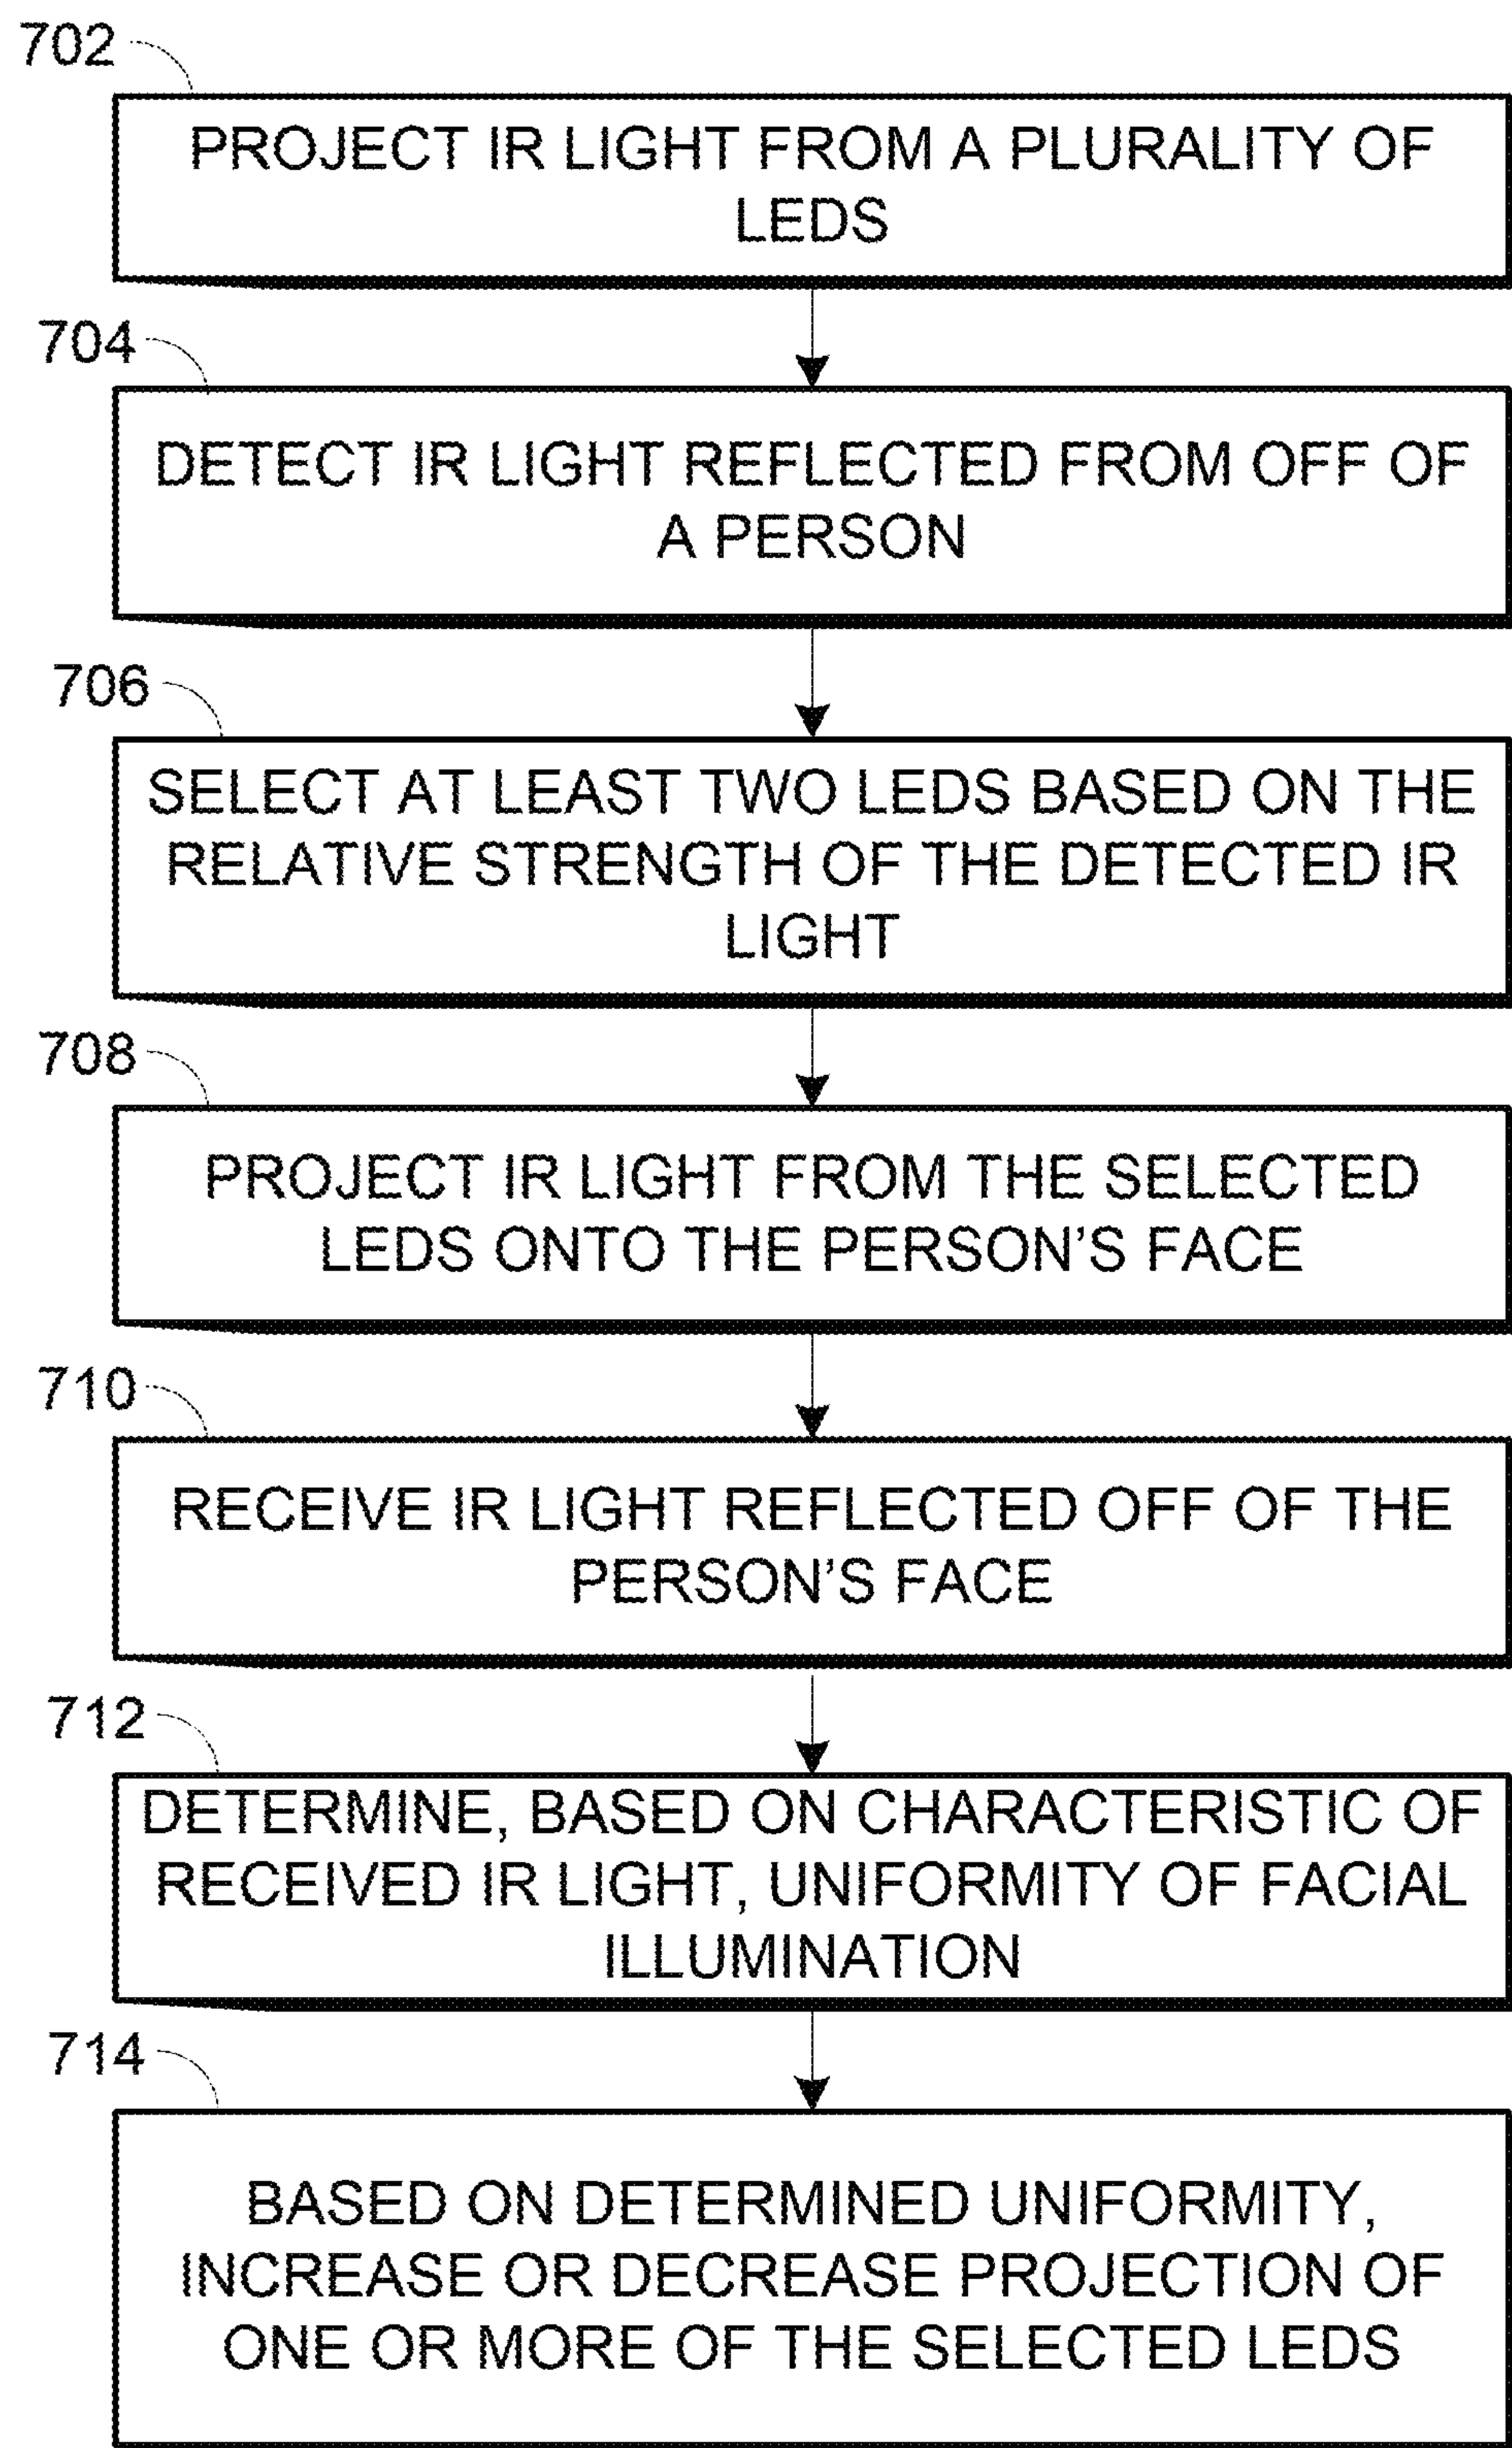 702
PROJECT IR LIGHT FROM A PLURALITY OF
LEDS
704
DETECT IR LIGHT REFLECTED FROM OFF OF
A PERSON
706
SELECT AT LEAST TWO LEDS BASED ON THE
RELATIVE STRENGTH OF THE DETECTED IR
LIGHT
708
PROJECT IR LIGHT FROM THE SELECTED
LEDS ONTO THE PERSON’S FACE
710
RECEIVE IR LIGHT REFLECTED OFF OF THE
PERSON’S FACE
712
DETERMINE, BASED ON CHARACTERISTIC OF
RECEIVED IR LIGHT, UNIFORMITY OF FACIAL
ILLUMINATION
714
BASED ON DETERMINED UNIFORMITY,
INCREASE OR DECREASE PROJECTION OF
ONE OR MORE OF THE SELECTED LEDS